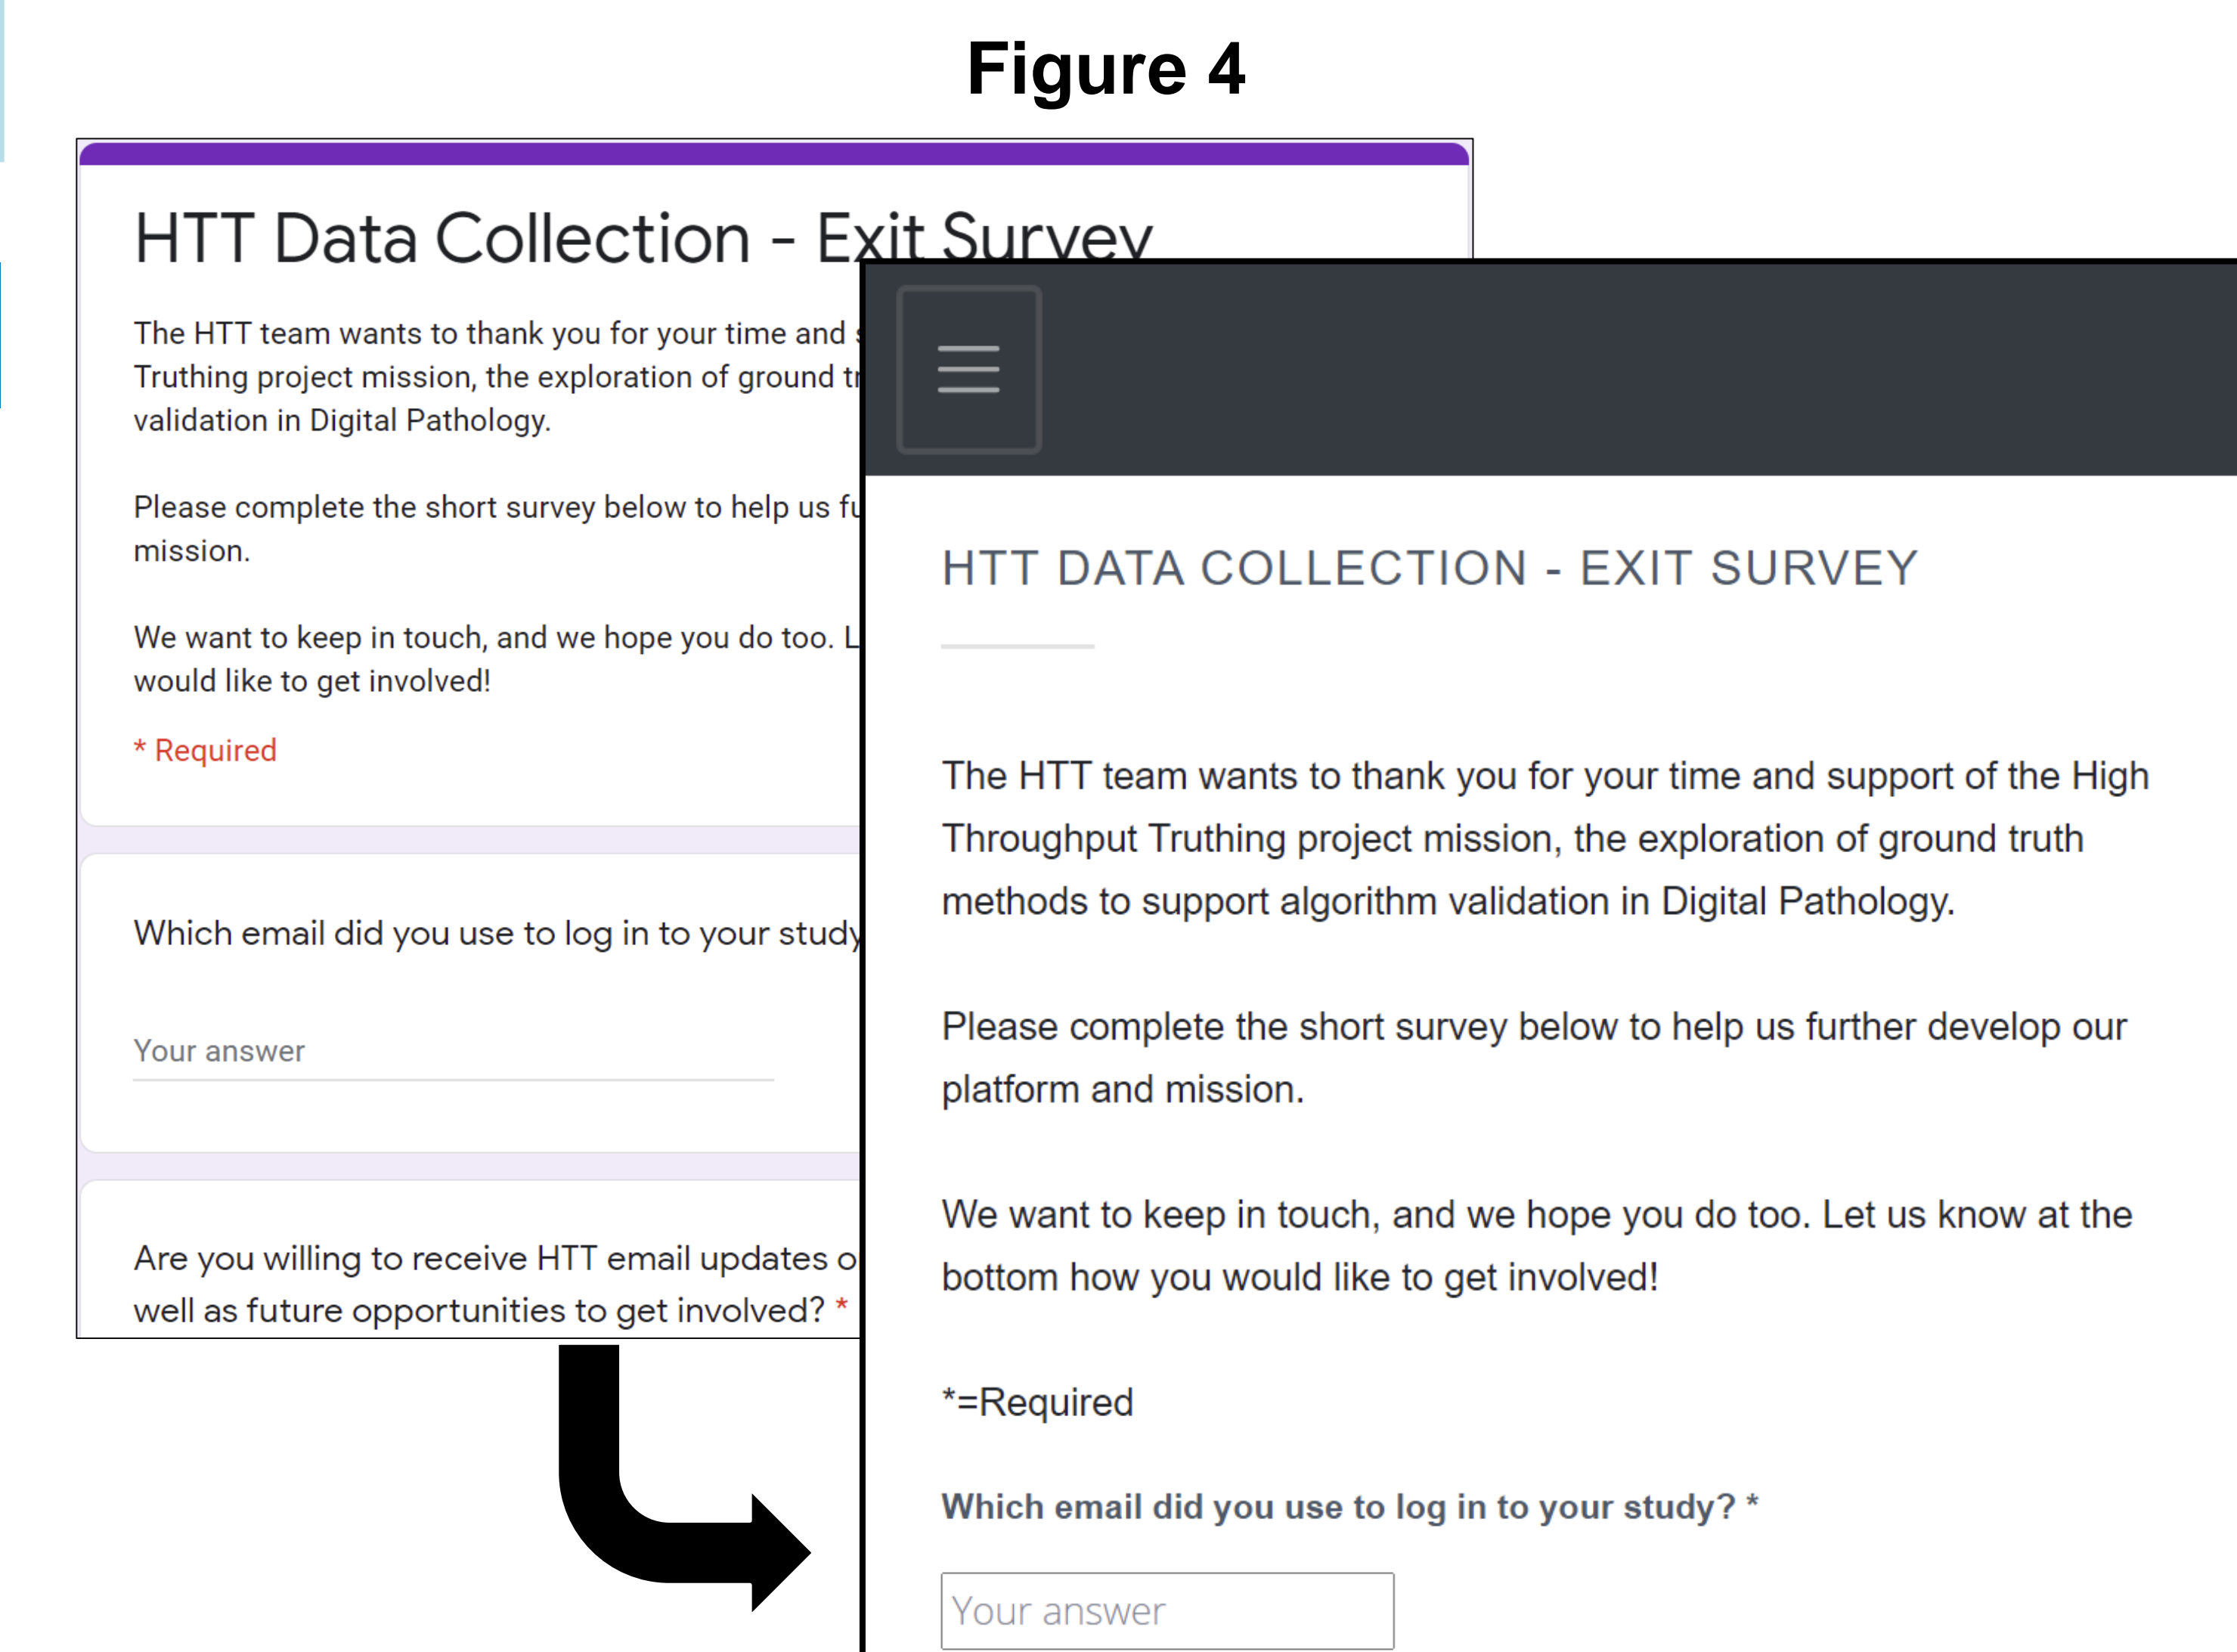 Figure 4
HTT Data Collection - Exit Survey
The HTT team wants to thank you for your time and
Truthing project mission, the exploration of ground
validation in Digital Pathology.
Please complete the short survey below to help us
mission.
We want to keep in touch, and we hope you do too.
would like to get involved!
* Required
Which email did you use to log in to your study
Your answer
Are you willing to receive HTT email updates
well as future opportunities to get involved? *
HTT DATA COLLECTION - EXIT SURVEY
The HTT team wants to thank you for your time and support of the High
Throughput Truthing project mission, the exploration of ground truth
methods to support algorithm validation in Digital Pathology.
Please complete the short survey below to help us further develop our
platform and mission.
We want to keep in touch, and we hope you do too. Let us know at the
bottom how you would like to get involved!
*=Required
Which email did you use to log in to your study? *
Your answer